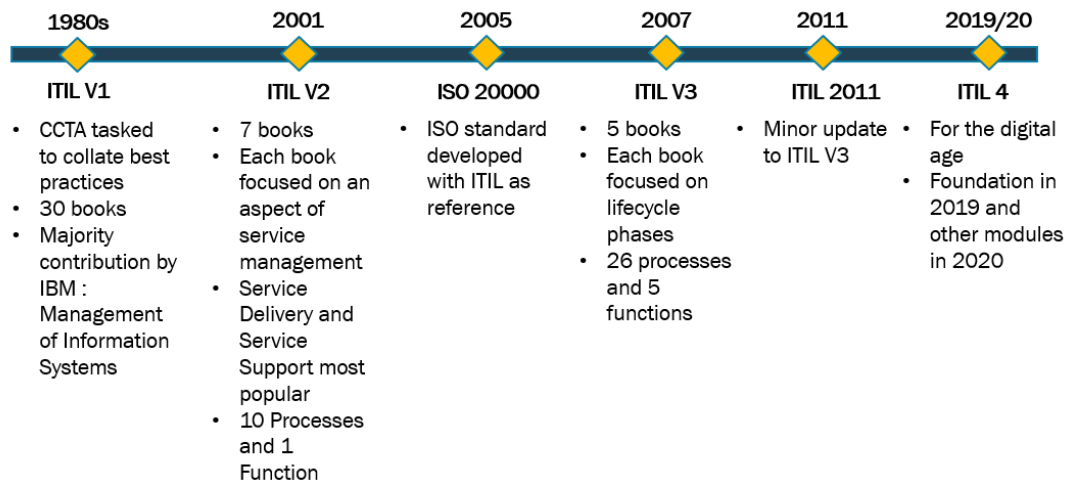 1980s
ITIL V1
• CCTA tasked
to collate best
practices
• 30 books
• Majority
contribution by
IBM :
Management
of Information
Systems
2001
ITIL V2
• 7 books
• Each book
focused on an
aspect of
service
management
• Service
Delivery and
Service
Support most
popular
• 10 Processes
and 1
Function
2005
ISO 20000
• ISO standard
developed
with ITIL as
reference
2007
ITIL V3
• 5 books
• Each book
focused on
lifecycle
phases
• 26 processes
and 5
functions
2011
ITIL 2011
• Minor update
to ITIL V3
2019/20
ITIL 4
• For the digital
age
• Foundation in
2019 and
other modules
in 2020